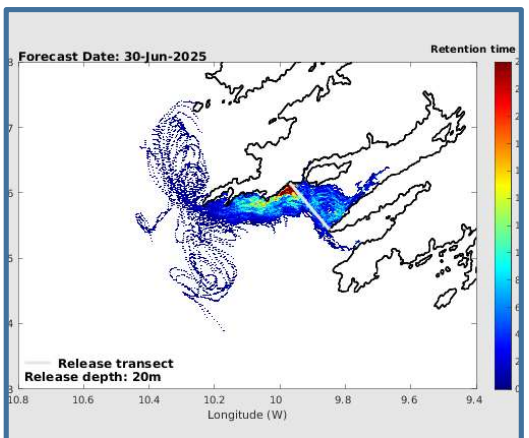 Retention time
Forecast Date: 30-Jun-2025
Release transect
Release depth: 20m
10.8 10.6 10.4 10.2 10 9.8 9.6 9.4
Longitude (W)